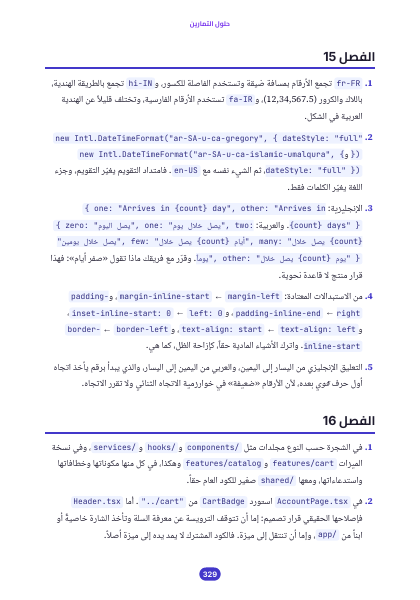 حلول التمارين
الفصل 15
1. fr-FR تجمع الأرقام بمسافة ضيقة وتستخدم الفاصلة للكسور، و hi-IN تجمع بالطريقة الهندية،
باللاك والكرور (12,34,567.5)، و fa-IR تستخدم الأرقام الفارسية، وتختلف قليلاً عن الهندية
العربية في الشكل.
2. new Intl.DateTimeFormat("ar-SA-u-ca-gregory", { dateStyle: "full"
}) و new Intl.DateTimeFormat("ar-SA-u-ca-islamic-umalqura", {
dateStyle: "full" })، ثم الشيء نفسه مع en-US. فامتداد التقويم يغيّر التقويم، وجزء
اللغة يغيّر الكلمات فقط.
3. الإنجليزية: { one: "Arrives in {count} day", other: "Arrives in
{count} days" }. والعربية: { zero: "يصل اليوم", one: "يصل خلال يوم", two:
"يصل خلال يومين", few: "يصل خلال {count} أيام", many: "يصل خلال {count}
يوماً", other: "يصل خلال {count} يوم" }. وقرّر مع فريقك ماذا تقول «صفر أيام»: فهذا
قرار منتج لا قاعدة نحوية.
4. من الاستبدالات المعتادة: margin-left ← margin-inline-start، و padding-
right ← padding-inline-end، و left: 0 ← inset-inline-start: 0،
و text-align: left ← text-align: start، و border-left ← border-
inline-start. واترك الأشياء المادية حقاً، كإزاحة الظل، كما هي.
5. التعليق الإنجليزي من اليسار إلى اليمين، والعربي من اليمين إلى اليسار، والذي يبدأ برقم يأخذ اتجاه
أول حرف قوي بعده، لأن الأرقام «ضعيفة» في خوارزمية الاتجاه الثنائي ولا تقرر الاتجاه.
الفصل 16
1. في الشجرة حسب النوع مجلدات مثل components/ و hooks/ و services/، وفي نسخة
الميزات features/cart و features/catalog وهكذا، في كل منها مكوناتها وخطافاتها
واستدعاءاتها، ومعها shared/ صغير للكود العام حقاً.
2. في AccountPage.tsx استورد CartBadge من "../cart". أما Header.tsx
فإصلاحها الحقيقي قرار تصميم: إما أن تتوقف الترويسة عن معرفة السلة وتأخذ الشارة خاصيةً أو
ابناً من app/، وإما أن تنتقل إلى ميزة. فالكود المشترك لا يمد يده إلى ميزة أصلاً.
329